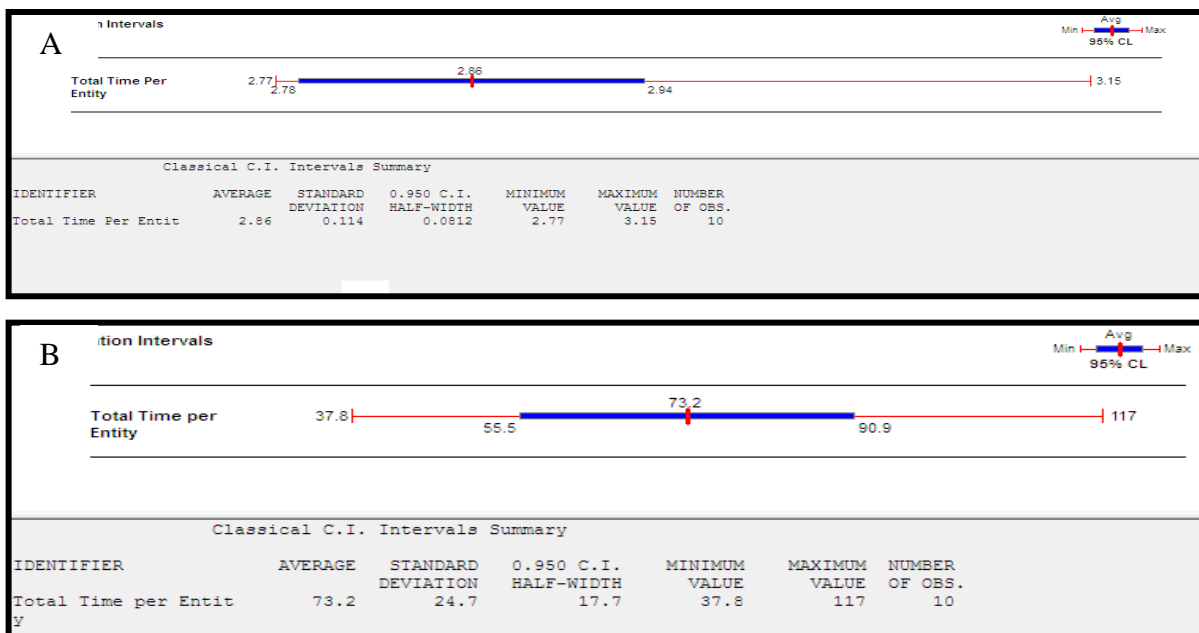 A
n Intervals
Avg
Min Max
95% CL
Total Time Per
Entity
2.77
2.78
2.86
2.94
3.15
Classical C.I. Intervals Summary
IDENTIFIER AVERAGE STANDARD 0.950 C.I. MINIMUM MAXIMUM NUMBER
DEVIATION HALF-WIDTH VALUE VALUE OF OBS.
Total Time Per Entit 2.86 0.114 0.0812 2.77 3.15 10
B
tion Intervals
Avg
Min Max
95% CL
Total Time per
Entity
37.8
55.5
73.2
90.9
117
Classical C.I. Intervals Summary
IDENTIFIER AVERAGE STANDARD 0.950 C.I. MINIMUM MAXIMUM NUMBER
DEVIATION HALF-WIDTH VALUE VALUE OF OBS.
Total Time per Entit 73.2 24.7 17.7 37.8 117 10
y